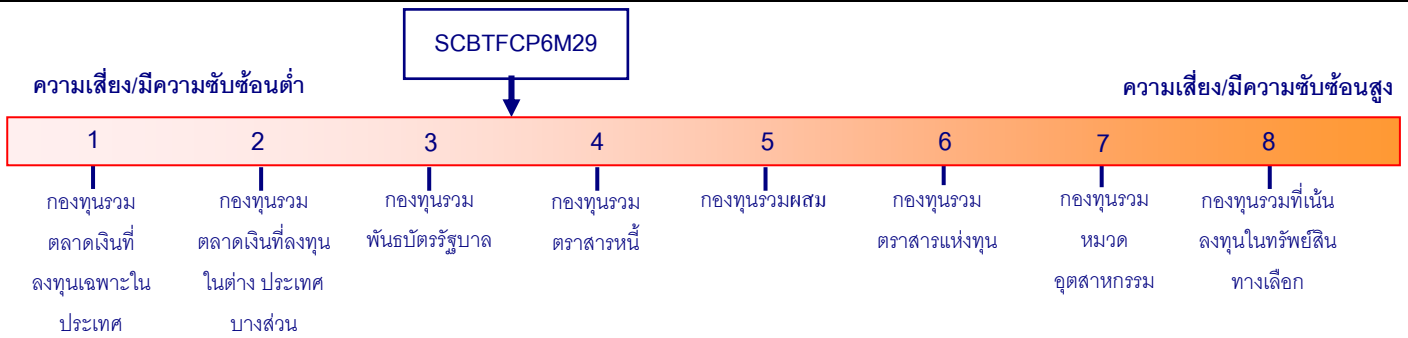 SCBTFCP6M29
ความเสี่ยง/มีความซับซ้อนต่ำ
ความเสี่ยง/มีความซับซ้อนสูง
1 2 3 4 5 6 7 8
กองทุนรวม
ตลาดเงินที่
ลงทุนเฉพาะใน
ประเทศ
กองทุนรวม
ตลาดเงินที่ลงทุน
ในต่าง ประเทศ
บางส่วน
กองทุนรวม
พันธบัตรรัฐบาล
กองทุนรวม
ตราสารหนี้
กองทุนรวมผสม
กองทุนรวม
ตราสารแห่งทุน
กองทุนรวม
หมวด
อุตสาหกรรม
กองทุนรวมที่เน้น
ลงทุนในทรัพย์สิน
ทางเลือก